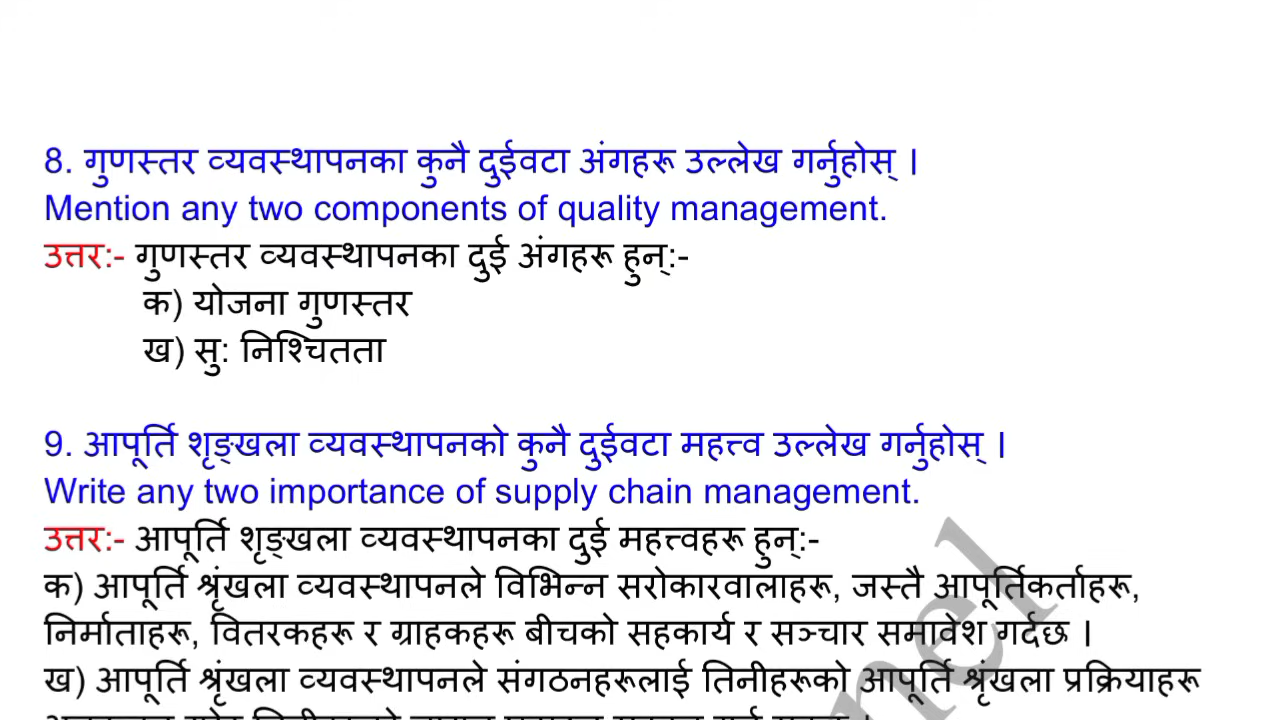 8. गुणस्तर व्यवस्थापनका कुनै दुईवटा अंगहरू उल्लेख गर्नुहोस् ।
Mention any two components of quality management.
उत्तर:- गुणस्तर व्यवस्थापनका दुई अंगहरू हुन्:-
क) योजना गुणस्तर
ख) सु: निश्चितता
9. आपूर्ति शृङ्खला व्यवस्थापनको कुनै दुईवटा महत्त्व उल्लेख गर्नुहोस् ।
Write any two importance of supply chain management.
उत्तर:- आपूर्ति शृङ्खला व्यवस्थापनका दुई महत्त्वहरू हुन्:-
क) आपूर्ति श्रृंखला व्यवस्थापनले विभिन्न सरोकारवालाहरू, जस्तै आपूर्तिकर्ताहरू,
निर्माताहरू, वितरकहरू र ग्राहकहरू बीचको सहकार्य र सञ्चार समावेश गर्दछ ।
ख) आपूर्ति श्रृंखला व्यवस्थापनले संगठनहरूलाई तिनीहरूको आपूर्ति श्रृंखला प्रक्रियाहरू
nel